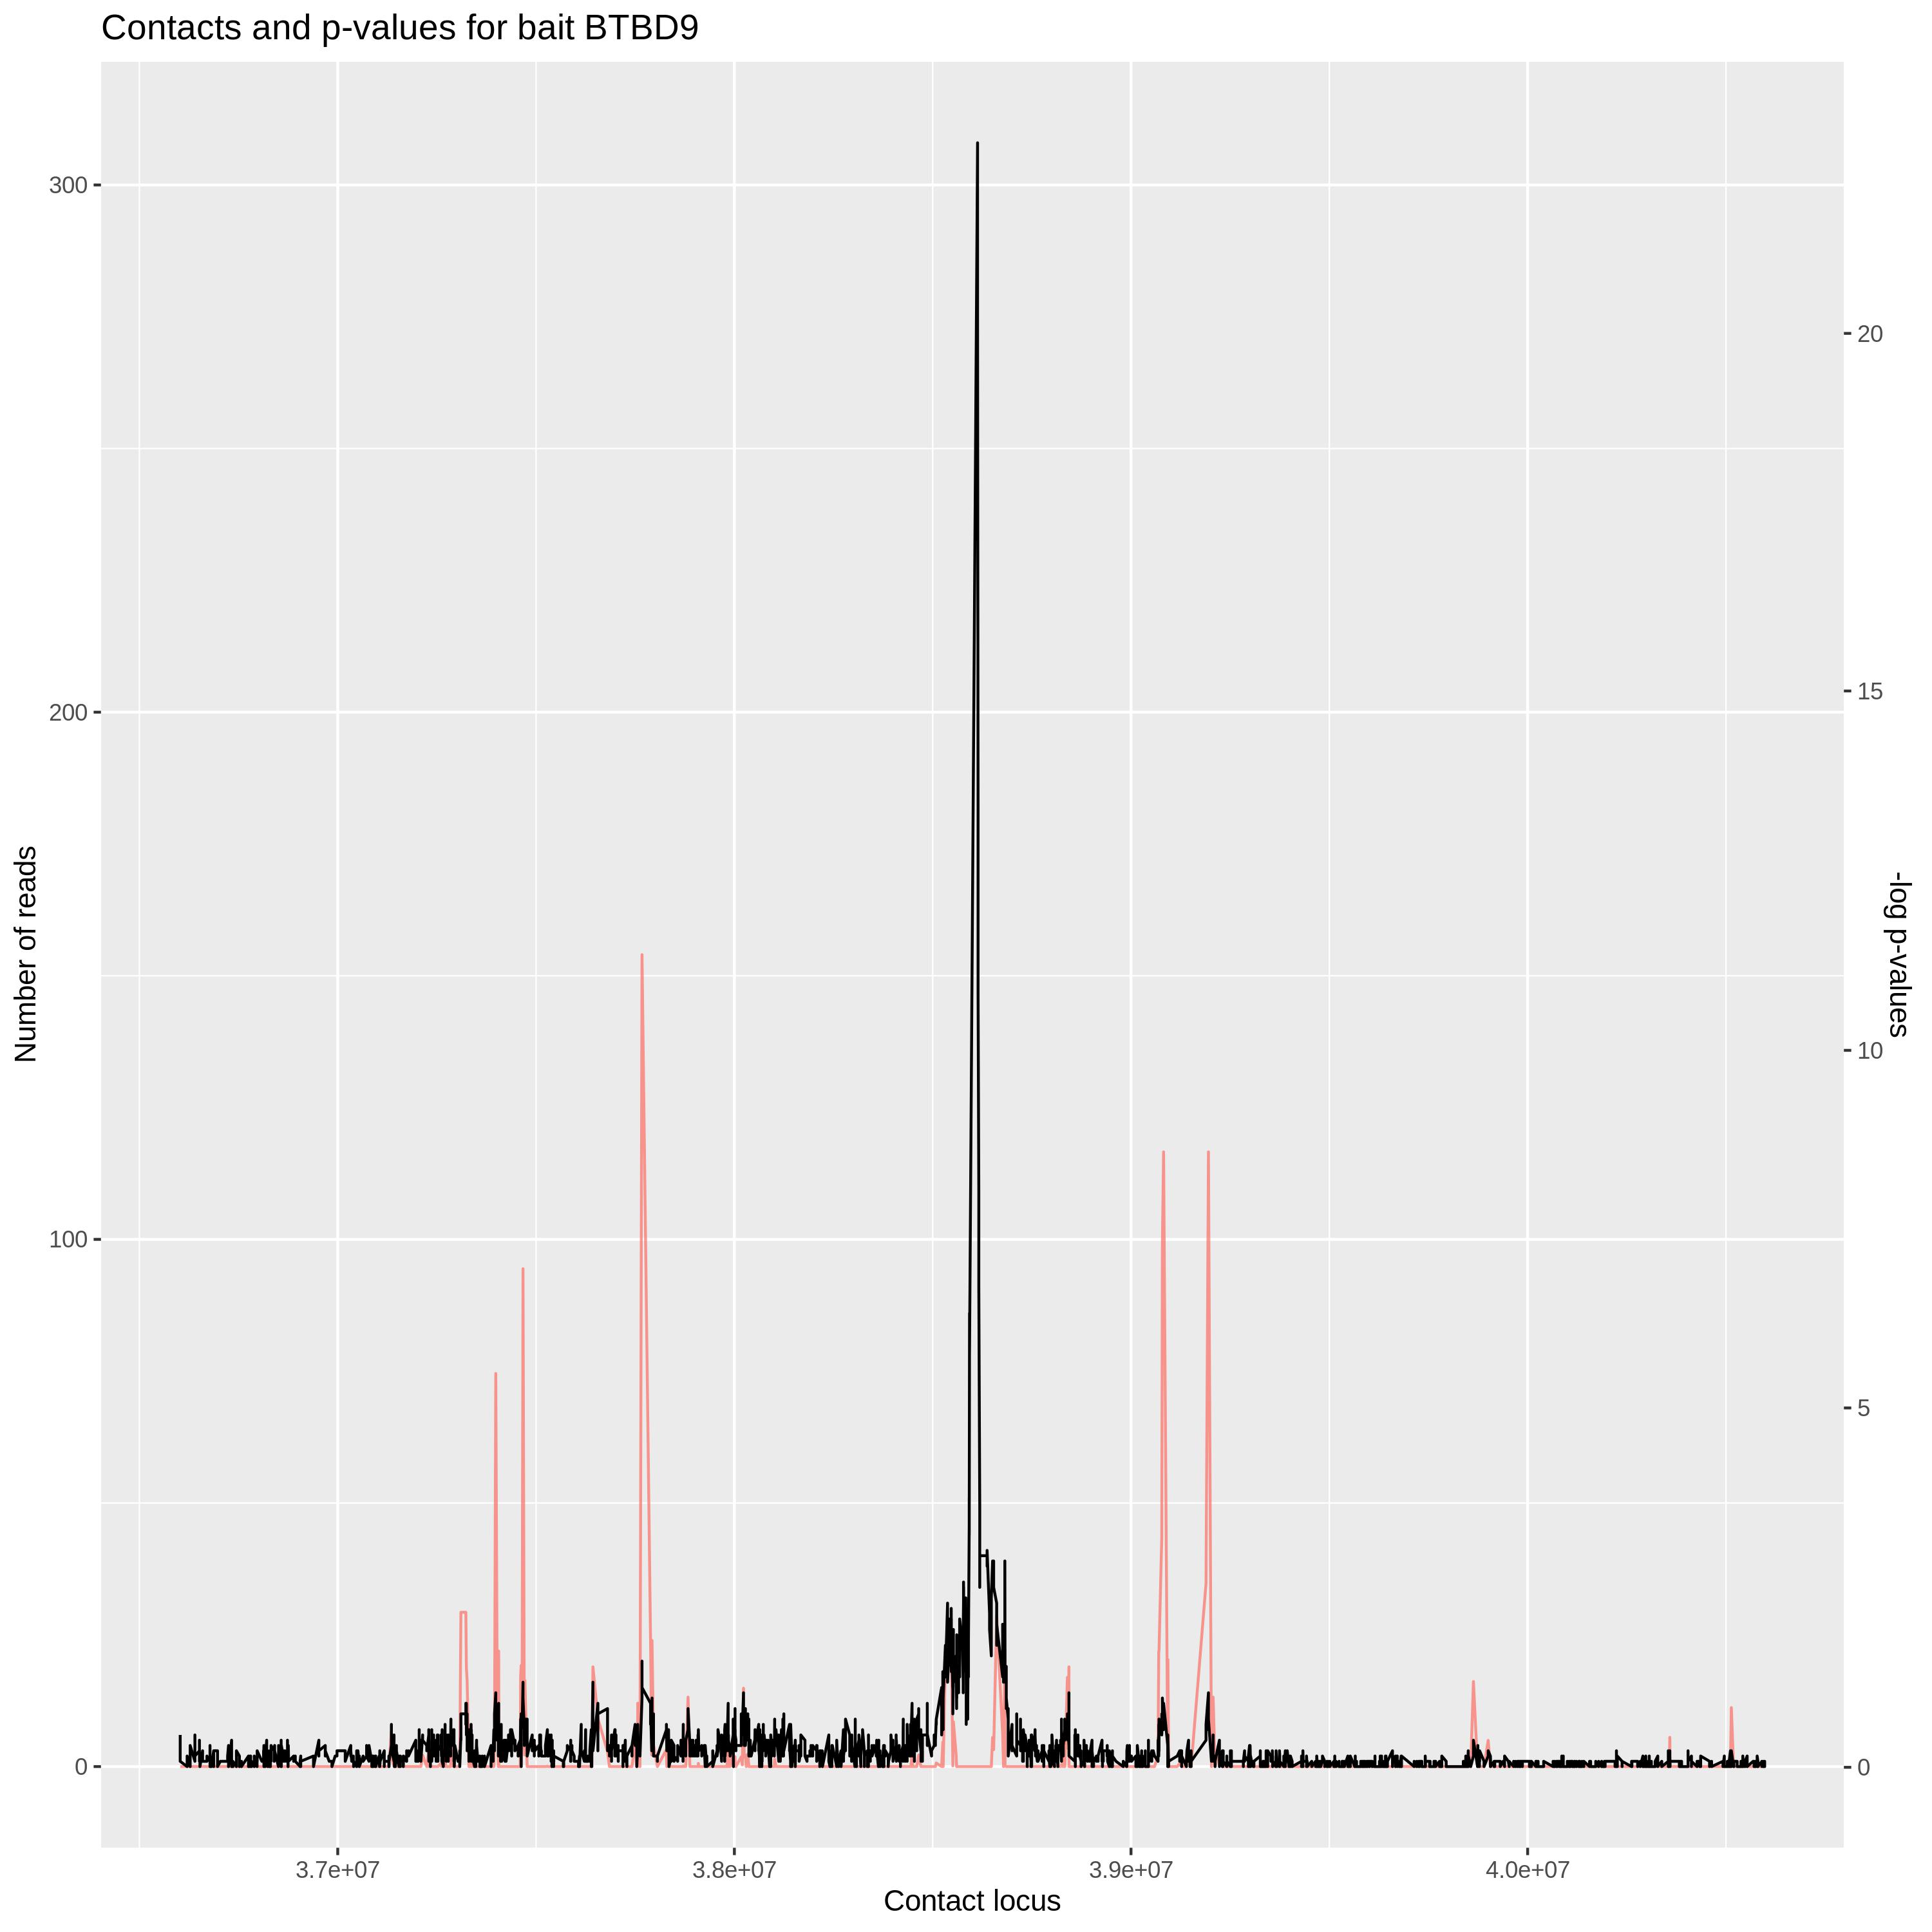 Contacts and p-values for bait BTBD9
300
200
100
0
Number of reads
20
15
10
5
0
-log p-values
3.7e+07 3.8e+07 3.9e+07 4.0e+07
Contact locus